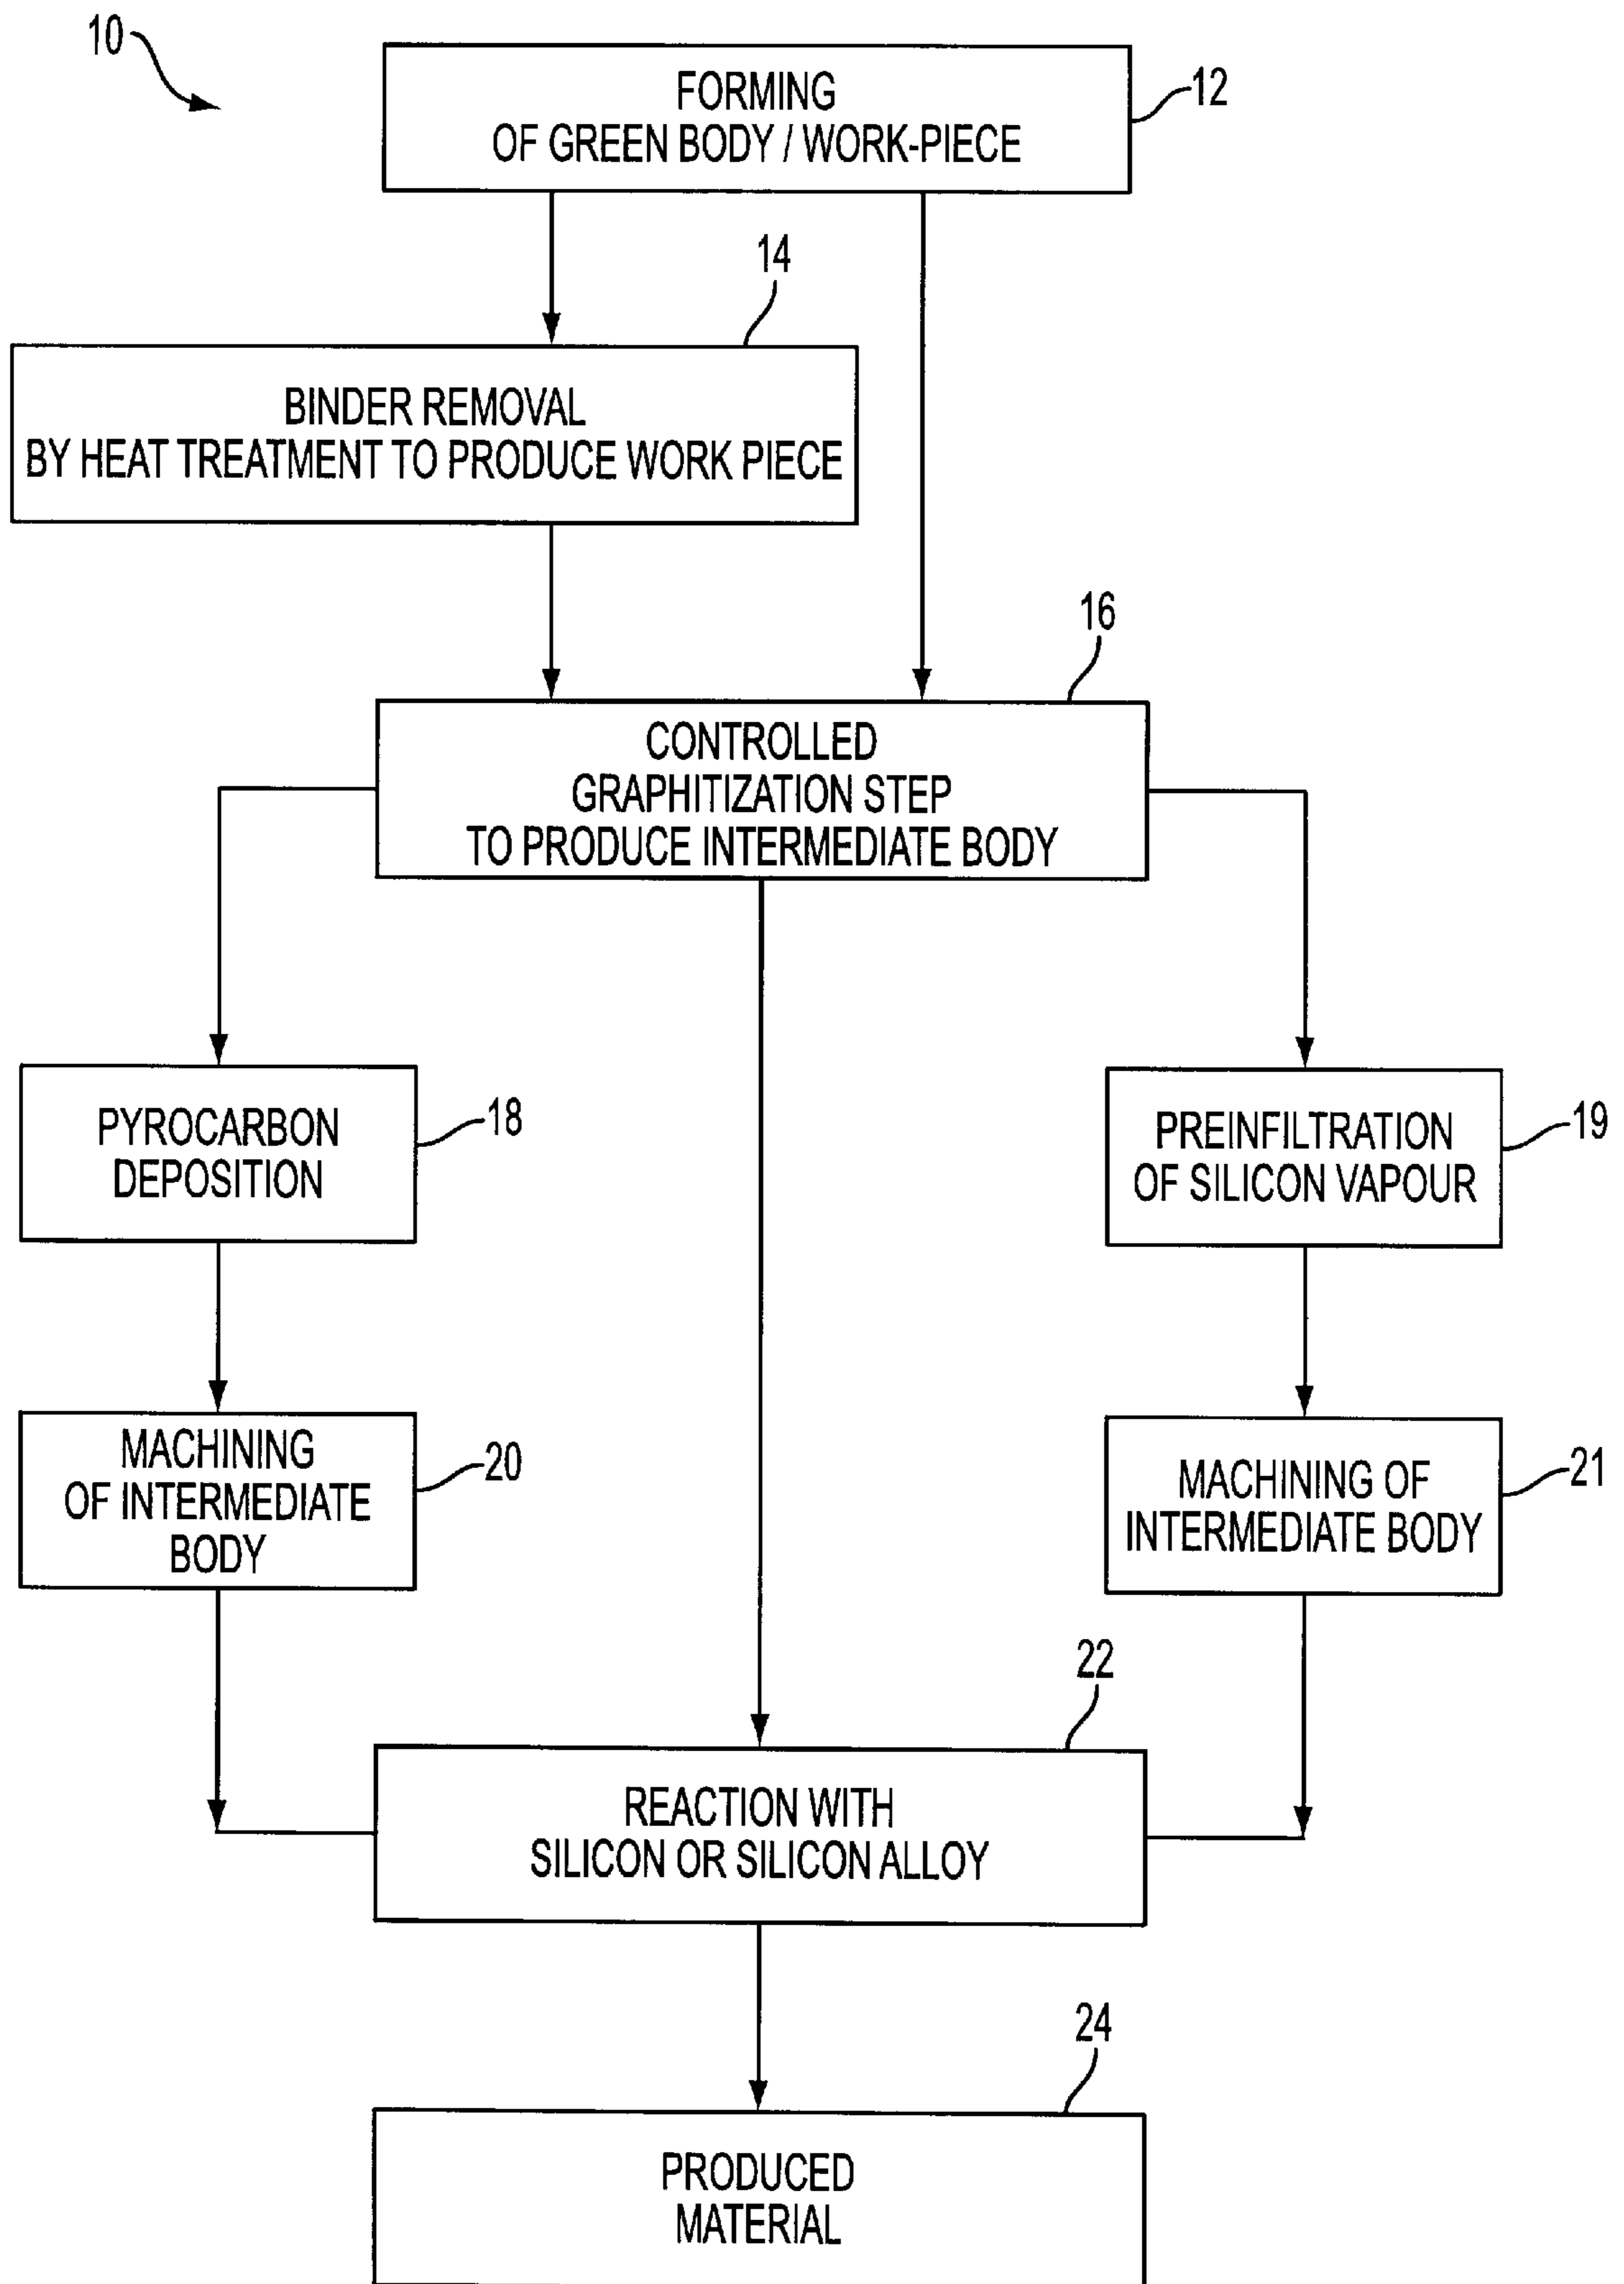 10
FORMING
OF GREEN BODY / WORK-PIECE
12
14
BINDER REMOVAL
BY HEAT TREATMENT TO PRODUCE WORK PIECE
16
CONTROLLED
GRAPHITIZATION STEP
TO PRODUCE INTERMEDIATE BODY
PYROCARBON
DEPOSITION
18
PREINFILTRATION
OF SILICON VAPOUR
19
MACHINING
OF INTERMEDIATE
BODY
20
MACHINING OF
INTERMEDIATE BODY
21
22
REACTION WITH
SILICON OR SILICON ALLOY
24
PRODUCED
MATERIAL